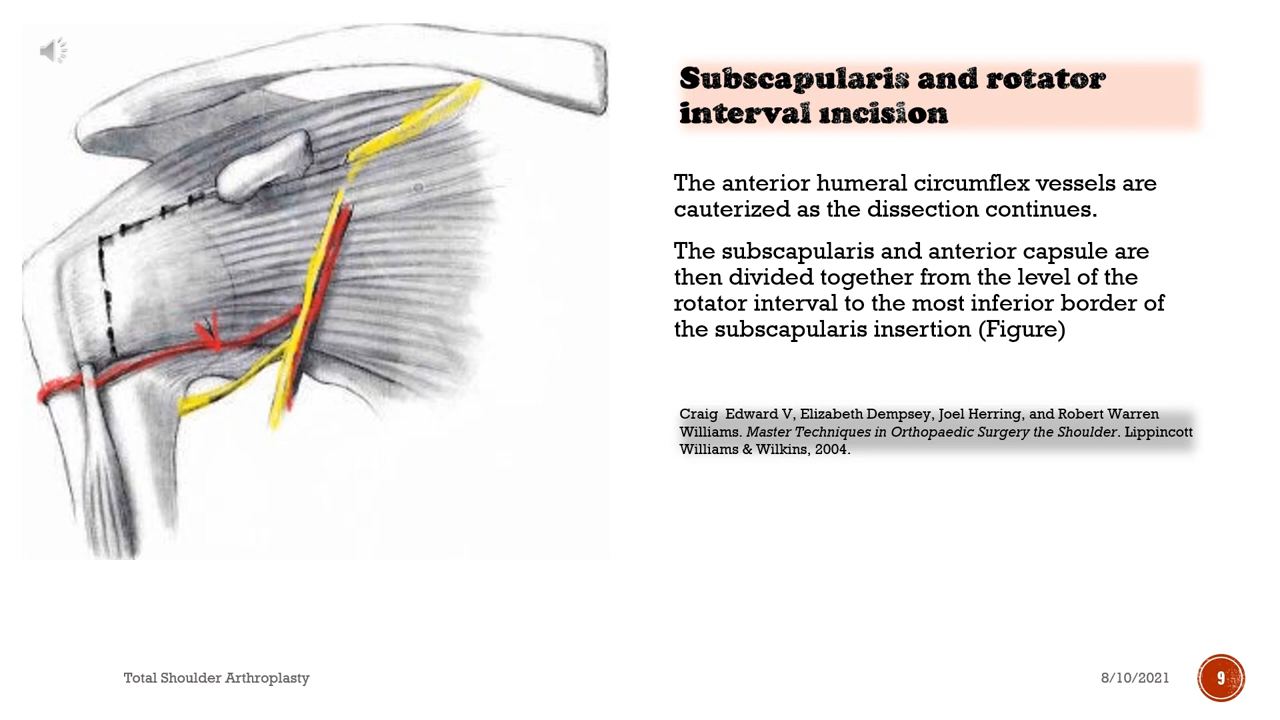 Subscapularis and rotator
interval incision
The anterior humeral circumflex vessels are
cauterized as the dissection continues.
The subscapularis and anterior capsule are
then divided together from the level of the
rotator interval to the most inferior border of
the subscapularis insertion (Figure)
Craig Edward V, Elizabeth Dempsey, Joel Herring, and Robert Warren
Williams. Master Techniques in Orthopaedic Surgery the Shoulder. Lippincott
Williams & Wilkins, 2004.
Total Shoulder Arthroplasty
8/10/2021
9